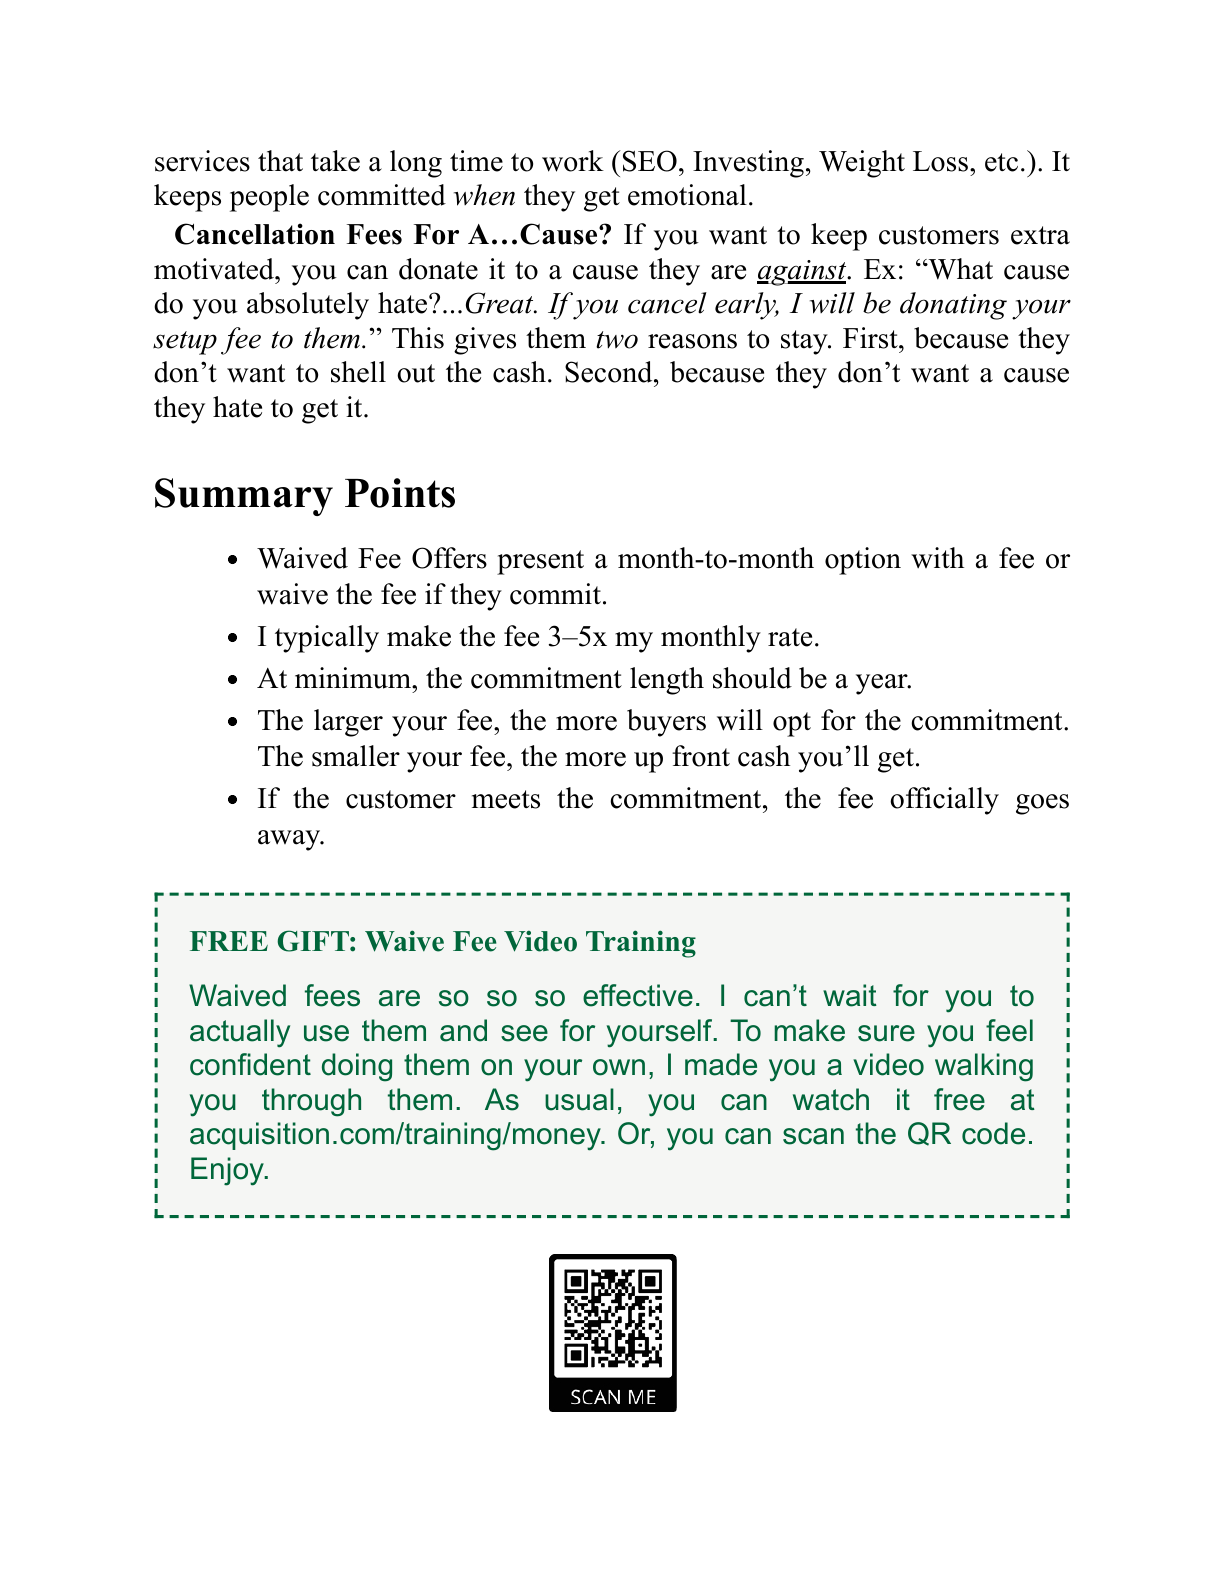 services that take a long time to work (SEO, Investing, Weight Loss, etc.). It
keeps people committed when they get emotional.
Cancellation Fees For A…Cause? If you want to keep customers extra
motivated, you can donate it to a cause they are against. Ex: “What cause
do you absolutely hate?...Great. If you cancel early, I will be donating your
setup fee to them.” This gives them two reasons to stay. First, because they
don’t want to shell out the cash. Second, because they don’t want a cause
they hate to get it.
Summary Points
• Waived Fee Offers present a month-to-month option with a fee or
waive the fee if they commit.
• I typically make the fee 3–5x my monthly rate.
• At minimum, the commitment length should be a year.
• The larger your fee, the more buyers will opt for the commitment.
The smaller your fee, the more up front cash you’ll get.
• If the customer meets the commitment, the fee officially goes
away.
FREE GIFT: Waive Fee Video Training
Waived fees are so so so effective. I can’t wait for you to
actually use them and see for yourself. To make sure you feel
confident doing them on your own, I made you a video walking
you through them. As usual, you can watch it free at
acquisition.com/training/money. Or, you can scan the QR code.
Enjoy.
SCAN ME